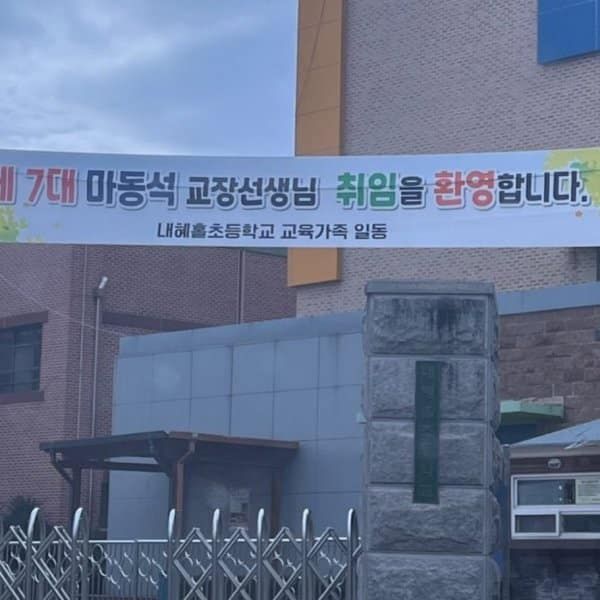 제 7대 마동석 교장선생님 취임을 환영합니다.
내혜홀초등학교 교육가족 일동